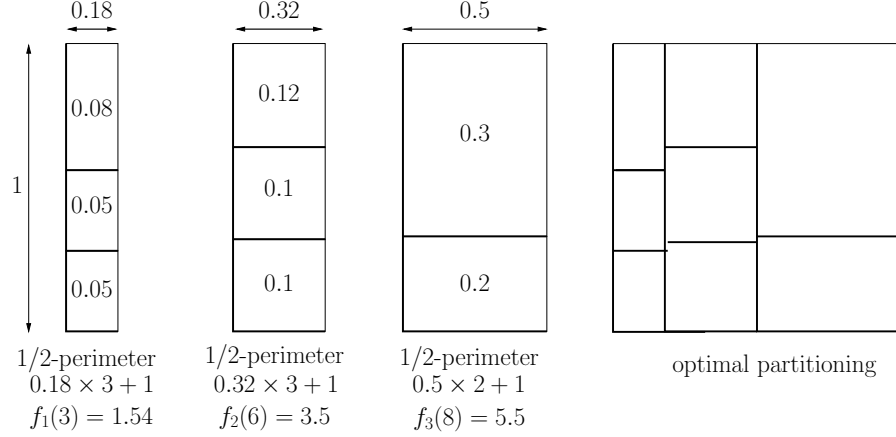 0.18
0.32
0.5
1
0.08
0.05
0.05
0.12
0.1
0.1
0.3
0.2
1/2-perimeter
0.18 × 3 + 1
f₁(3) = 1.54
1/2-perimeter
0.32 × 3 + 1
f₂(6) = 3.5
1/2-perimeter
0.5 × 2 + 1
f₃(8) = 5.5
optimal partitioning